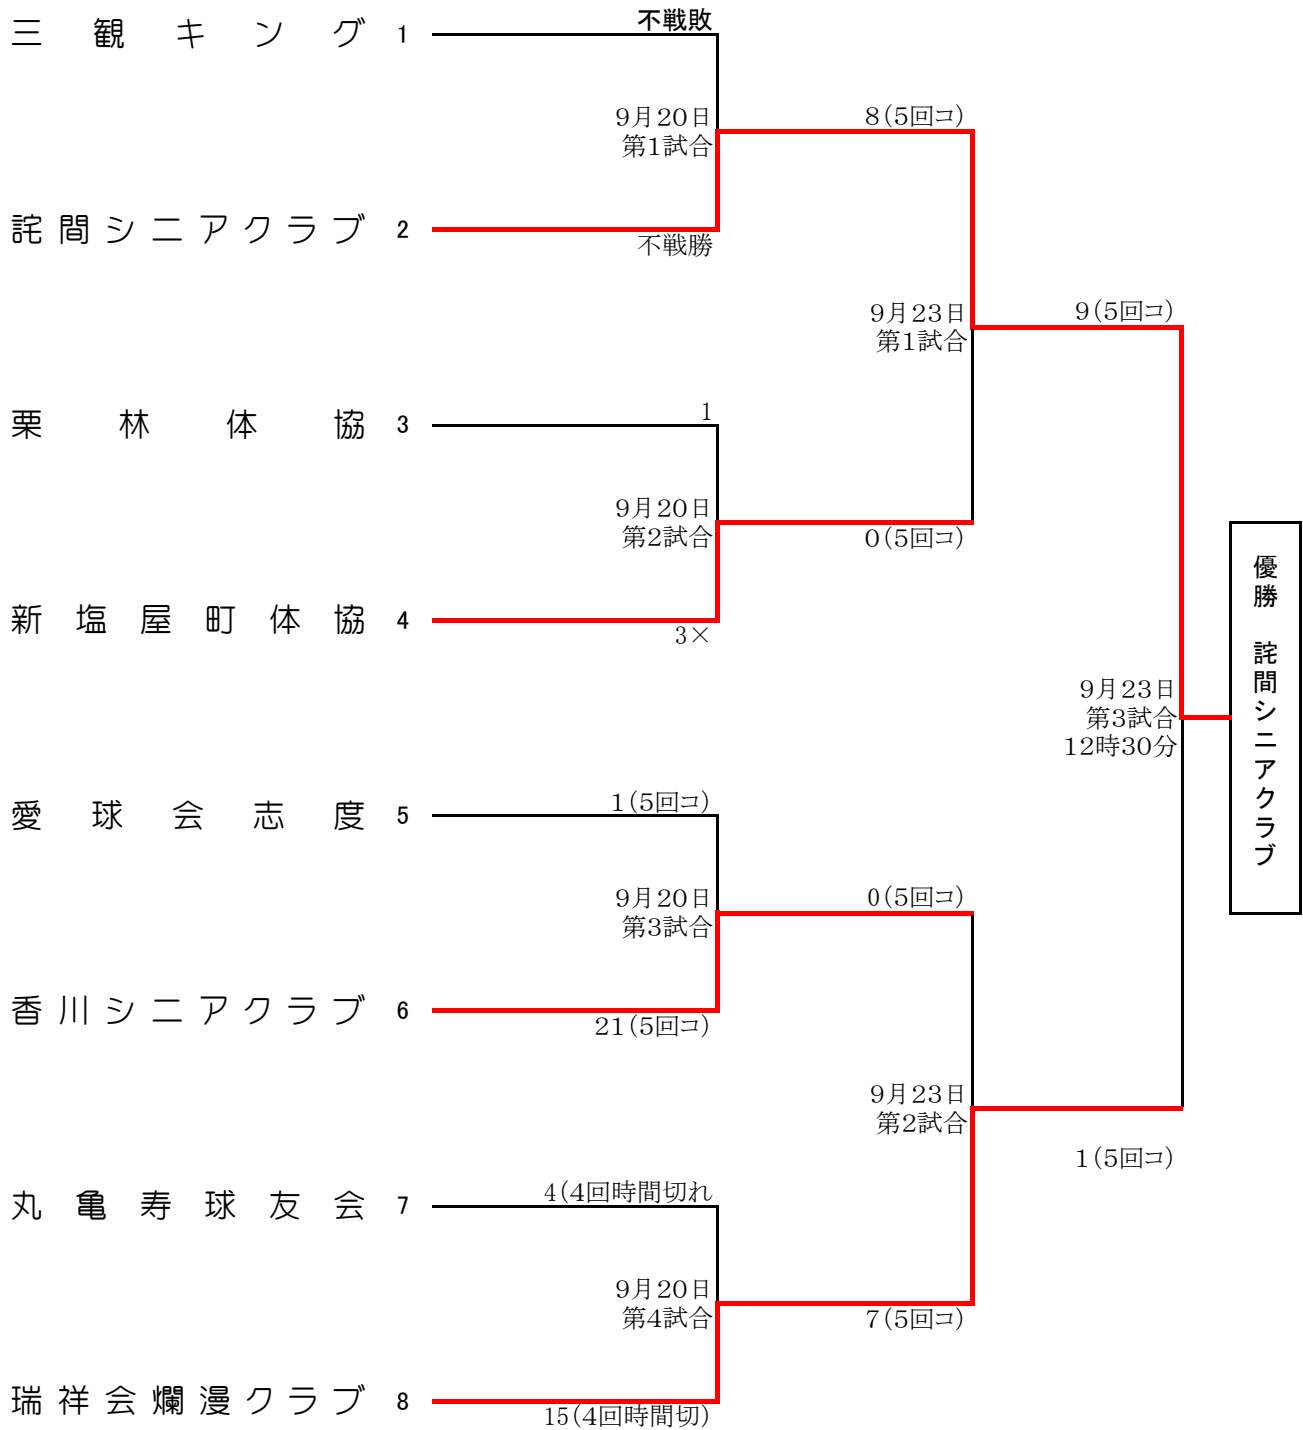 不戦敗
三観キング 1
9月20日
第1試合
8(5回コ)
詫間シニアクラブ 2
不戦勝
9月23日
第1試合
9(5回コ)
1
栗林体協 3
9月20日
第2試合
0(5回コ)
新塩屋町体協 4
3×
優勝 詫間シニアクラブ
9月23日
第3試合
12時30分
1(5回コ)
愛球会志度 5
9月20日
第3試合
0(5回コ)
香川シニアクラブ 6
21(5回コ)
9月23日
第2試合
1(5回コ)
4(4回時間切れ
丸亀寿球友会 7
9月20日
第4試合
7(5回コ)
瑞祥会爛漫クラブ 8
15(4回時間切)